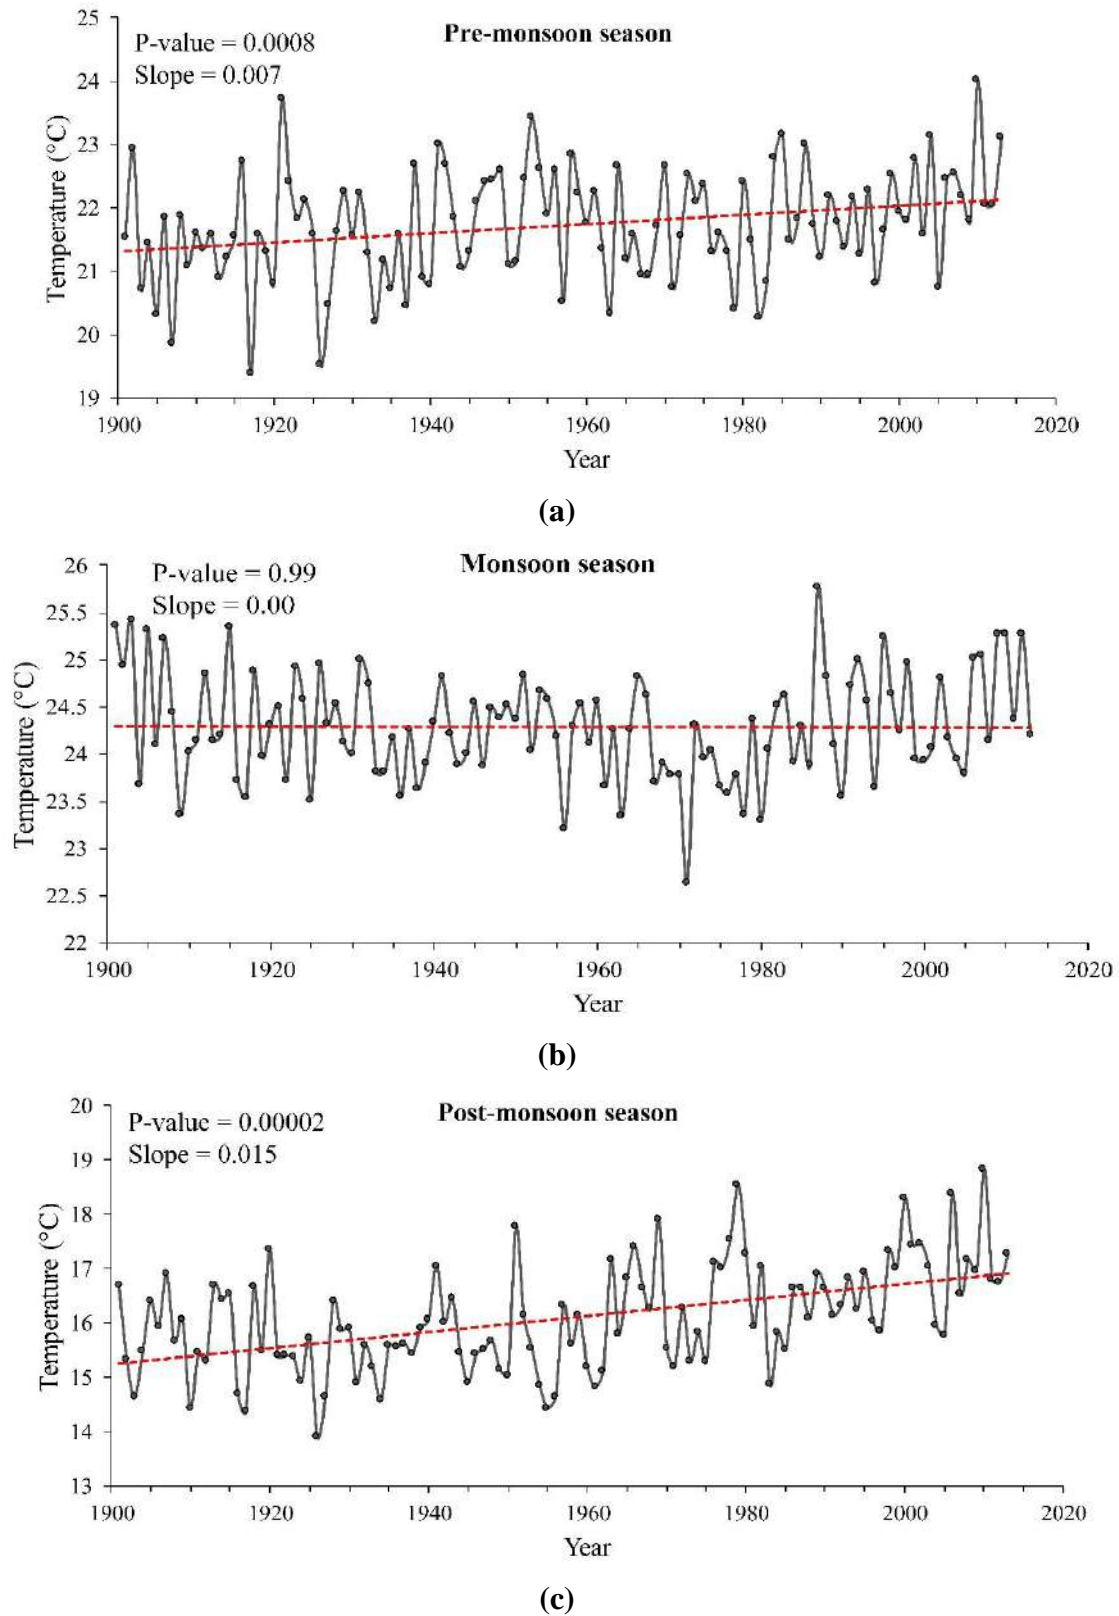 Pre-monsoon season
P-value = 0.0008
Slope = 0.007
Temperature (°C)
25
24
23
22
21
20
19
1900 1920 1940 1960 1980 2000 2020
Year
(a)
Monsoon season
P-value = 0.99
Slope = 0.00
Temperature (°C)
26
25.5
25
24.5
24
23.5
23
22.5
22
1900 1920 1940 1960 1980 2000 2020
Year
(b)
Post-monsoon season
P-value = 0.00002
Slope = 0.015
Temperature (°C)
20
19
18
17
16
15
14
13
1900 1920 1940 1960 1980 2000 2020
Year
(c)